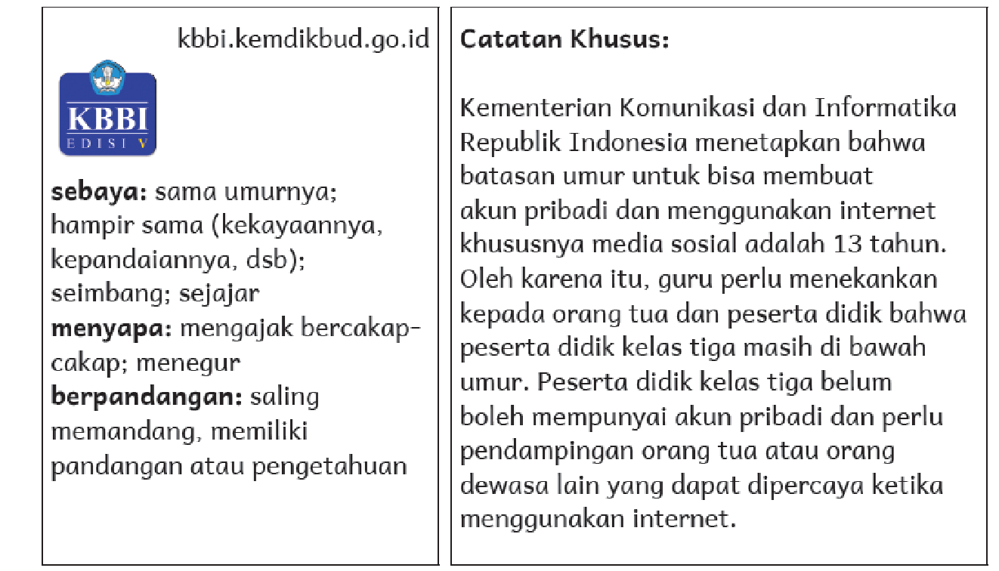 kbbi.kemdikbud.go.id
KBBI
EDISI V
sebaya: sama umurnya;
hampir sama (kekayaannya,
kepandaiannya, dsb);
seimbang; sejajar
menyapa: mengajak bercakap-
cakap; menegur
berpandangan: saling
memandang, memiliki
pandangan atau pengetahuan
Catatan Khusus:
Kementerian Komunikasi dan Informatika
Republik Indonesia menetapkan bahwa
batasan umur untuk bisa membuat
akun pribadi dan menggunakan internet
khususnya media sosial adalah 13 tahun.
Oleh karena itu, guru perlu menekankan
kepada orang tua dan peserta didik bahwa
peserta didik kelas tiga masih di bawah
umur. Peserta didik kelas tiga belum
boleh mempunyai akun pribadi dan perlu
pendampingan orang tua atau orang
dewasa lain yang dapat dipercaya ketika
menggunakan internet.